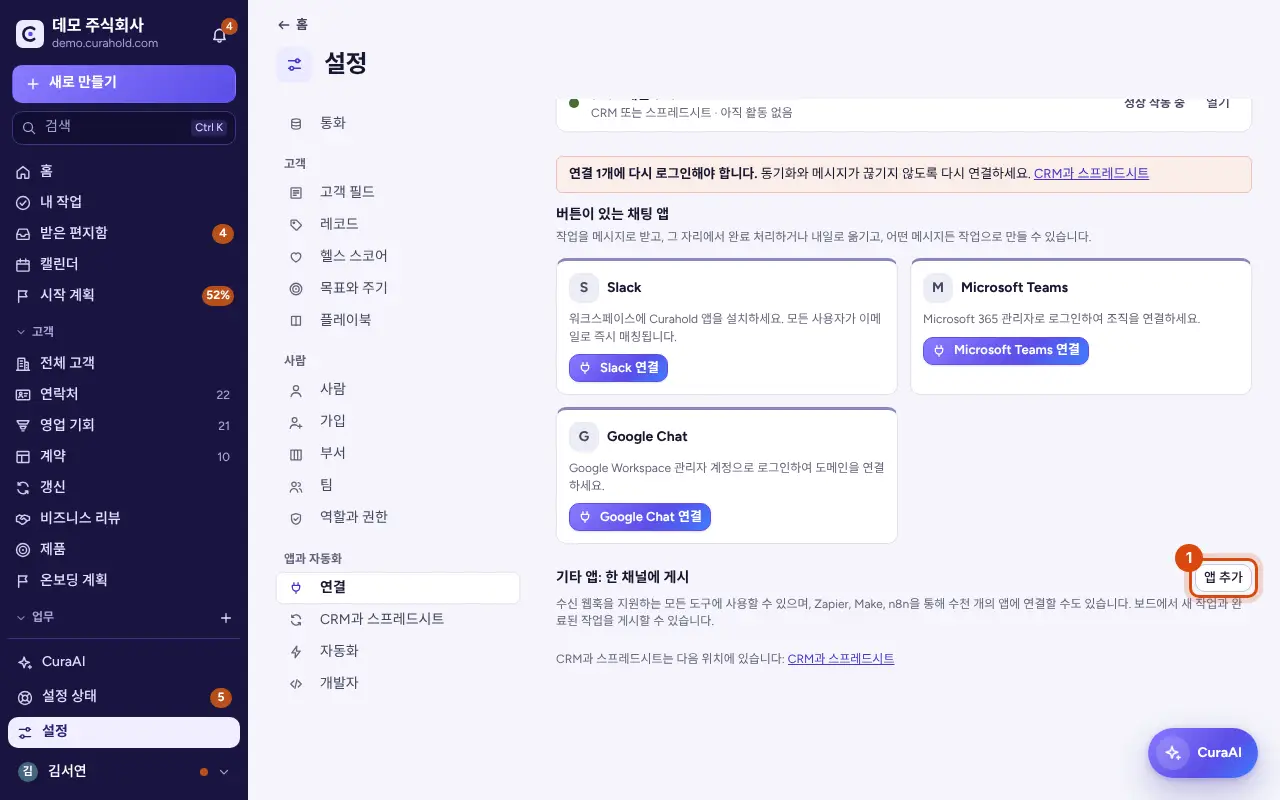 데모 주식회사
demo.curahold.com
4
새로 만들기
검색
Ctrl K
홈
내 작업
받은 편지함
4
캘린더
시작 계획
52%
고객
전체 고객
연락처
22
영업 기회
21
계약
10
갱신
비즈니스 리뷰
제품
온보딩 계획
업무
CuraAI
설정 상태
5
설정
김
김서연
홈
설정
통화
고객
고객 필드
레코드
헬스 스코어
목표와 주기
플레이북
사람
사람
가입
부서
팀
역할과 권한
앱과 자동화
연결
CRM과 스프레드시트
자동화
개발자
CRM 또는 스프레드시트 · 아직 활동 없음
정상 작동 중
열기
연결 1개에 다시 로그인해야 합니다. 동기화와 메시지가 끊기지 않도록 다시 연결하세요. CRM과 스프레드시트
버튼이 있는 채팅 앱
작업을 메시지로 받고, 그 자리에서 완료 처리하거나 내일로 옮기고, 어떤 메시지든 작업으로 만들 수 있습니다.
S
Slack
워크스페이스에 Curahold 앱을 설치하세요. 모든 사용자가 이메
일로 즉시 매칭됩니다.
Slack 연결
M
Microsoft Teams
Microsoft 365 관리자로 로그인하여 조직을 연결하세요.
Microsoft Teams 연결
G
Google Chat
Google Workspace 관리자 계정으로 로그인하여 도메인을 연결
하세요.
Google Chat 연결
기타 앱: 한 채널에 게시
1
앱 추가
수신 웹훅을 지원하는 모든 도구에 사용할 수 있으며, Zapier, Make, n8n을 통해 수천 개의 앱에 연결할 수도 있습니다. 보드에서 새 작업과 완
료된 작업을 게시할 수 있습니다.
CRM과 스프레드시트는 다음 위치에 있습니다: CRM과 스프레드시트
CuraAI